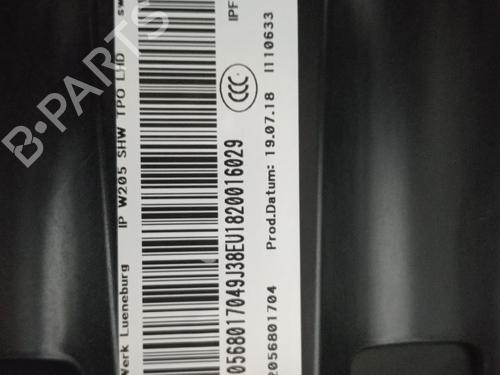 Werk Lueneburg IP W205 SHW TPO LHD
IPF
CCC
0568017049J38EU1820016029
2056801704 Prod.Datum: 19.07.18 I110633
B-PARTS